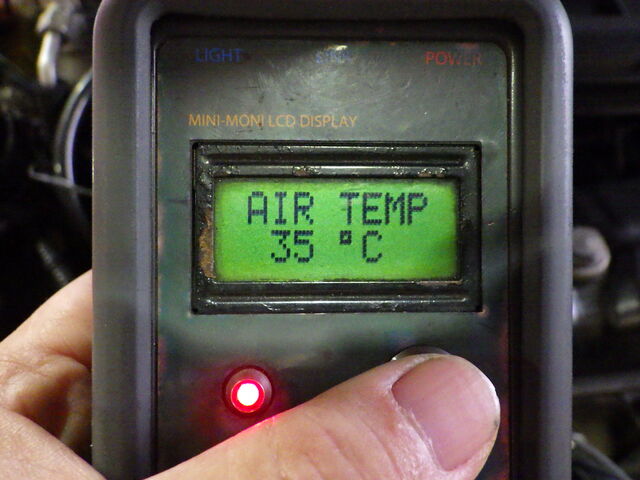 LIGHT POWER
MINI-MONI LCD DISPLAY
AIR TEMP
35 °C